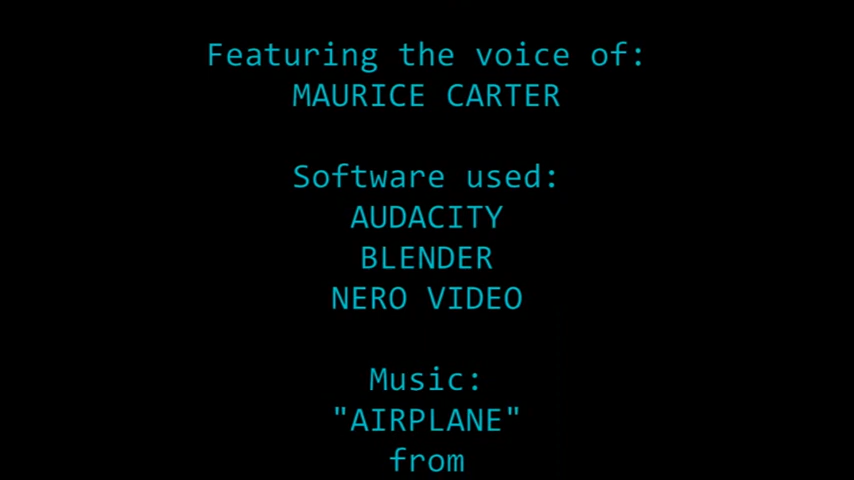 Featuring the voice of:
MAURICE CARTER
Software used:
AUDACITY
BLENDER
NERO VIDEO
Music:
"AIRPLANE"
from